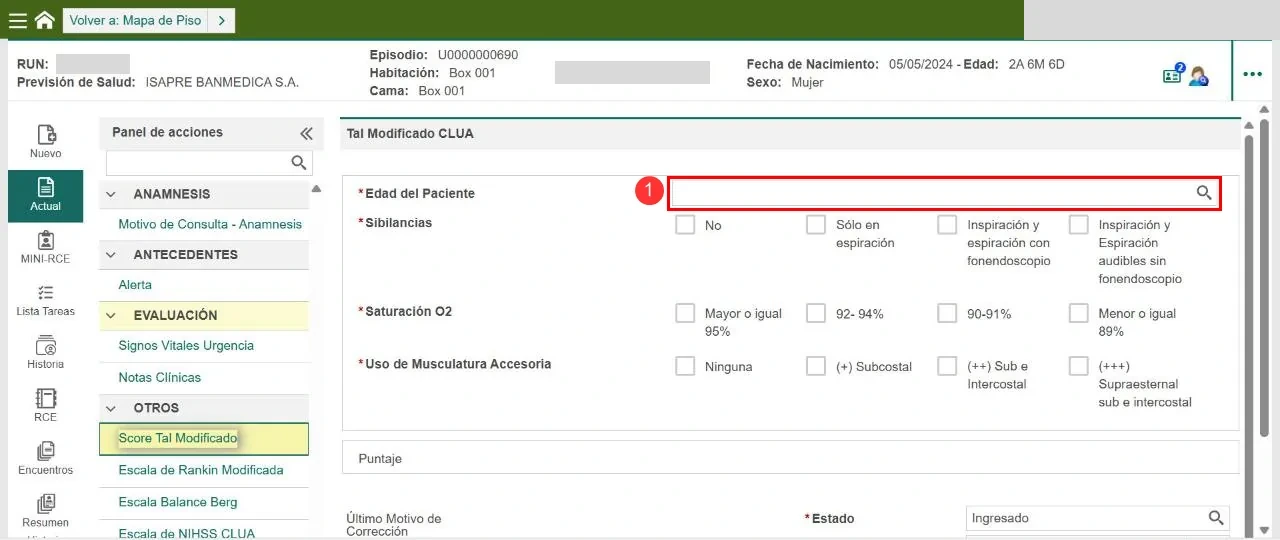 Volver a: Mapa de Piso
RUN:
Previsión de Salud: ISAPRE BANMEDICA S.A.
Episodio: U0000000690
Habitación: Box 001
Cama: Box 001
Fecha de Nacimiento: 05/05/2024 - Edad: 2A 6M 6D
Sexo: Mujer
2
Nuevo
Actual
MINI-RCE
Lista Tareas
Historia
RCE
Encuentros
Resumen
Panel de acciones
ANAMNESIS
Motivo de Consulta - Anamnesis
ANTECEDENTES
Alerta
EVALUACIÓN
Signos Vitales Urgencia
Notas Clínicas
OTROS
Score Tal Modificado
Escala de Rankin Modificada
Escala Balance Berg
Escala de NIHSS CLUA
Tal Modificado CLUA
*Edad del Paciente
1
*Sibilancias
No
Sólo en
espiración
Inspiración y
espiración con
fonendoscopio
Inspiración y
Espiración
audibles sin
fonendoscopio
*Saturación O2
Mayor o igual
95%
92- 94%
90-91%
Menor o igual
89%
*Uso de Musculatura Accesoria
Ninguna
(+) Subcostal
(++) Sub e
Intercostal
(+++)
Supraesternal
sub e intercostal
Puntaje
Último Motivo de
Corrección
*Estado
Ingresado